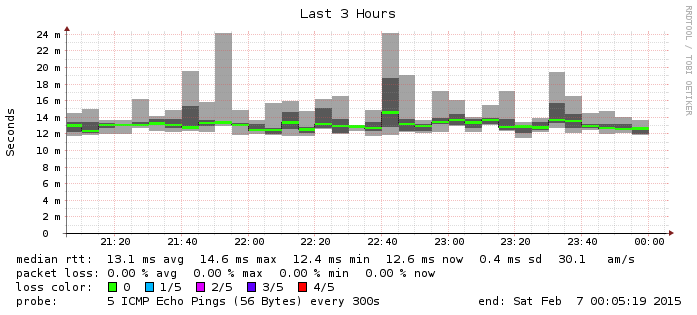 Last 3 Hours
RRDTOOL / TOBI OETIKER
Seconds
24 m
22 m
20 m
18 m
16 m
14 m
12 m
10 m
8 m
6 m
4 m
2 m
0
21:20 21:40 22:00 22:20 22:40 23:00 23:20 23:40 00:00
median rtt: 13.1 ms avg 14.6 ms max 12.4 ms min 12.6 ms now 0.4 ms sd 30.1 am/s
packet loss: 0.00 % avg 0.00 % max 0.00 % min 0.00 % now
loss color: 0 1/5 2/5 3/5 4/5
probe: 5 ICMP Echo Pings (56 Bytes) every 300s end: Sat Feb 7 00:05:19 2015